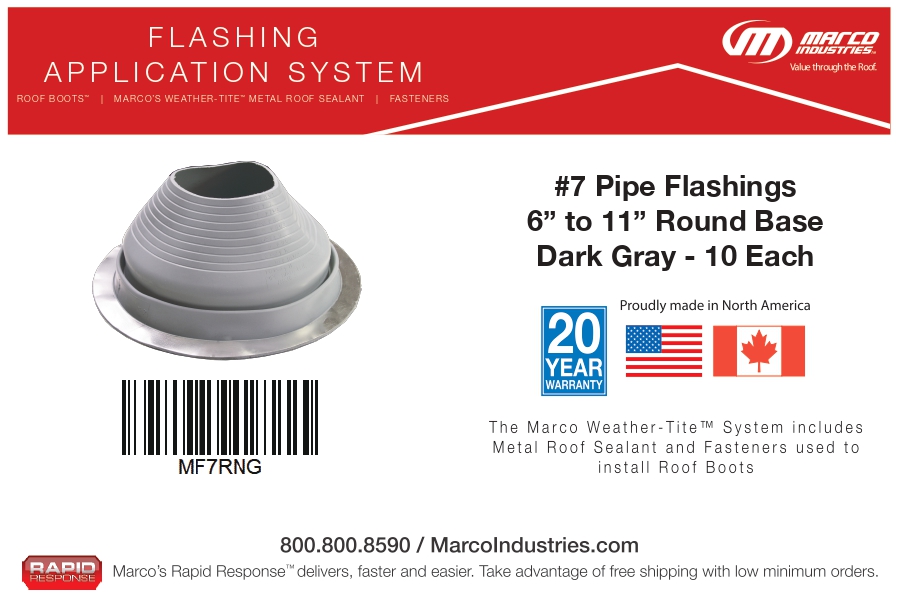 FLASHING
APPLICATION SYSTEM
ROOF BOOTS™ | MARCO'S WEATHER-TITE™ METAL ROOF SEALANT | FASTENERS
MARCO
INDUSTRIES™
Value through the Roof.
#7 Pipe Flashings
6” to 11” Round Base
Dark Gray - 10 Each
Proudly made in North America
20
YEAR
WARRANTY
MF7RNG
The Marco Weather-Tite™ System includes
Metal Roof Sealant and Fasteners used to
install Roof Boots
800.800.8590 / MarcoIndustries.com
RAPID
RESPONSE
Marco's Rapid Response™ delivers, faster and easier. Take advantage of free shipping with low minimum orders.